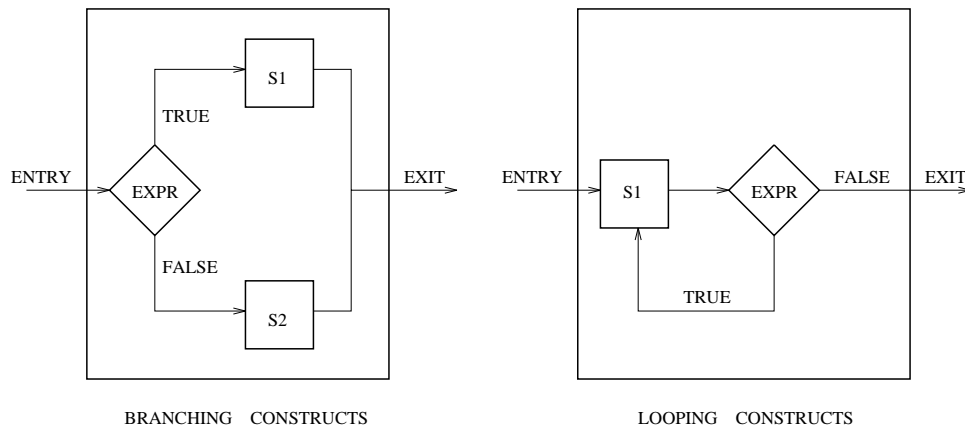 S1
TRUE
ENTRY
EXPR
EXIT
FALSE
S2
BRANCHING CONSTRUCTS
ENTRY
S1
EXPR
FALSE
EXIT
TRUE
LOOPING CONSTRUCTS